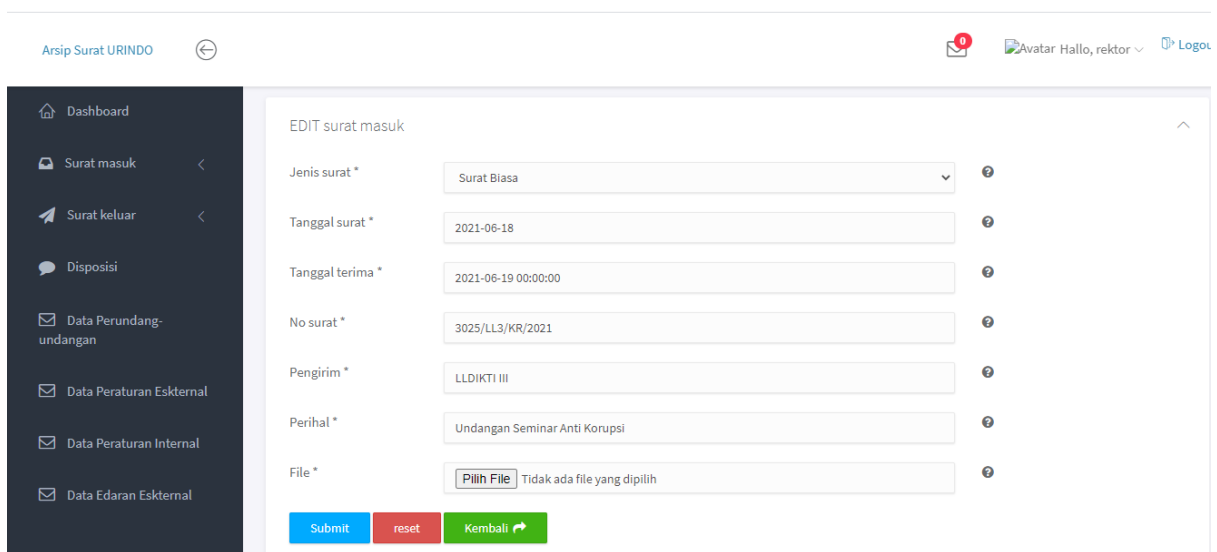 Arsip Surat URINDO
0
Avatar Hallo, rektor
Logou
Dashboard
Surat masuk
Surat keluar
Disposisi
Data Perundang-
undangan
Data Peraturan Eskternal
Data Peraturan Internal
Data Edaran Eskternal
EDIT surat masuk
Jenis surat *
Surat Biasa
Tanggal surat *
2021-06-18
Tanggal terima *
2021-06-19 00:00:00
No surat *
3025/LL3/KR/2021
Pengirim *
LLDIKTI III
Perihal *
Undangan Seminar Anti Korupsi
File *
Pilih File Tidak ada file yang dipilih
Submit reset Kembali